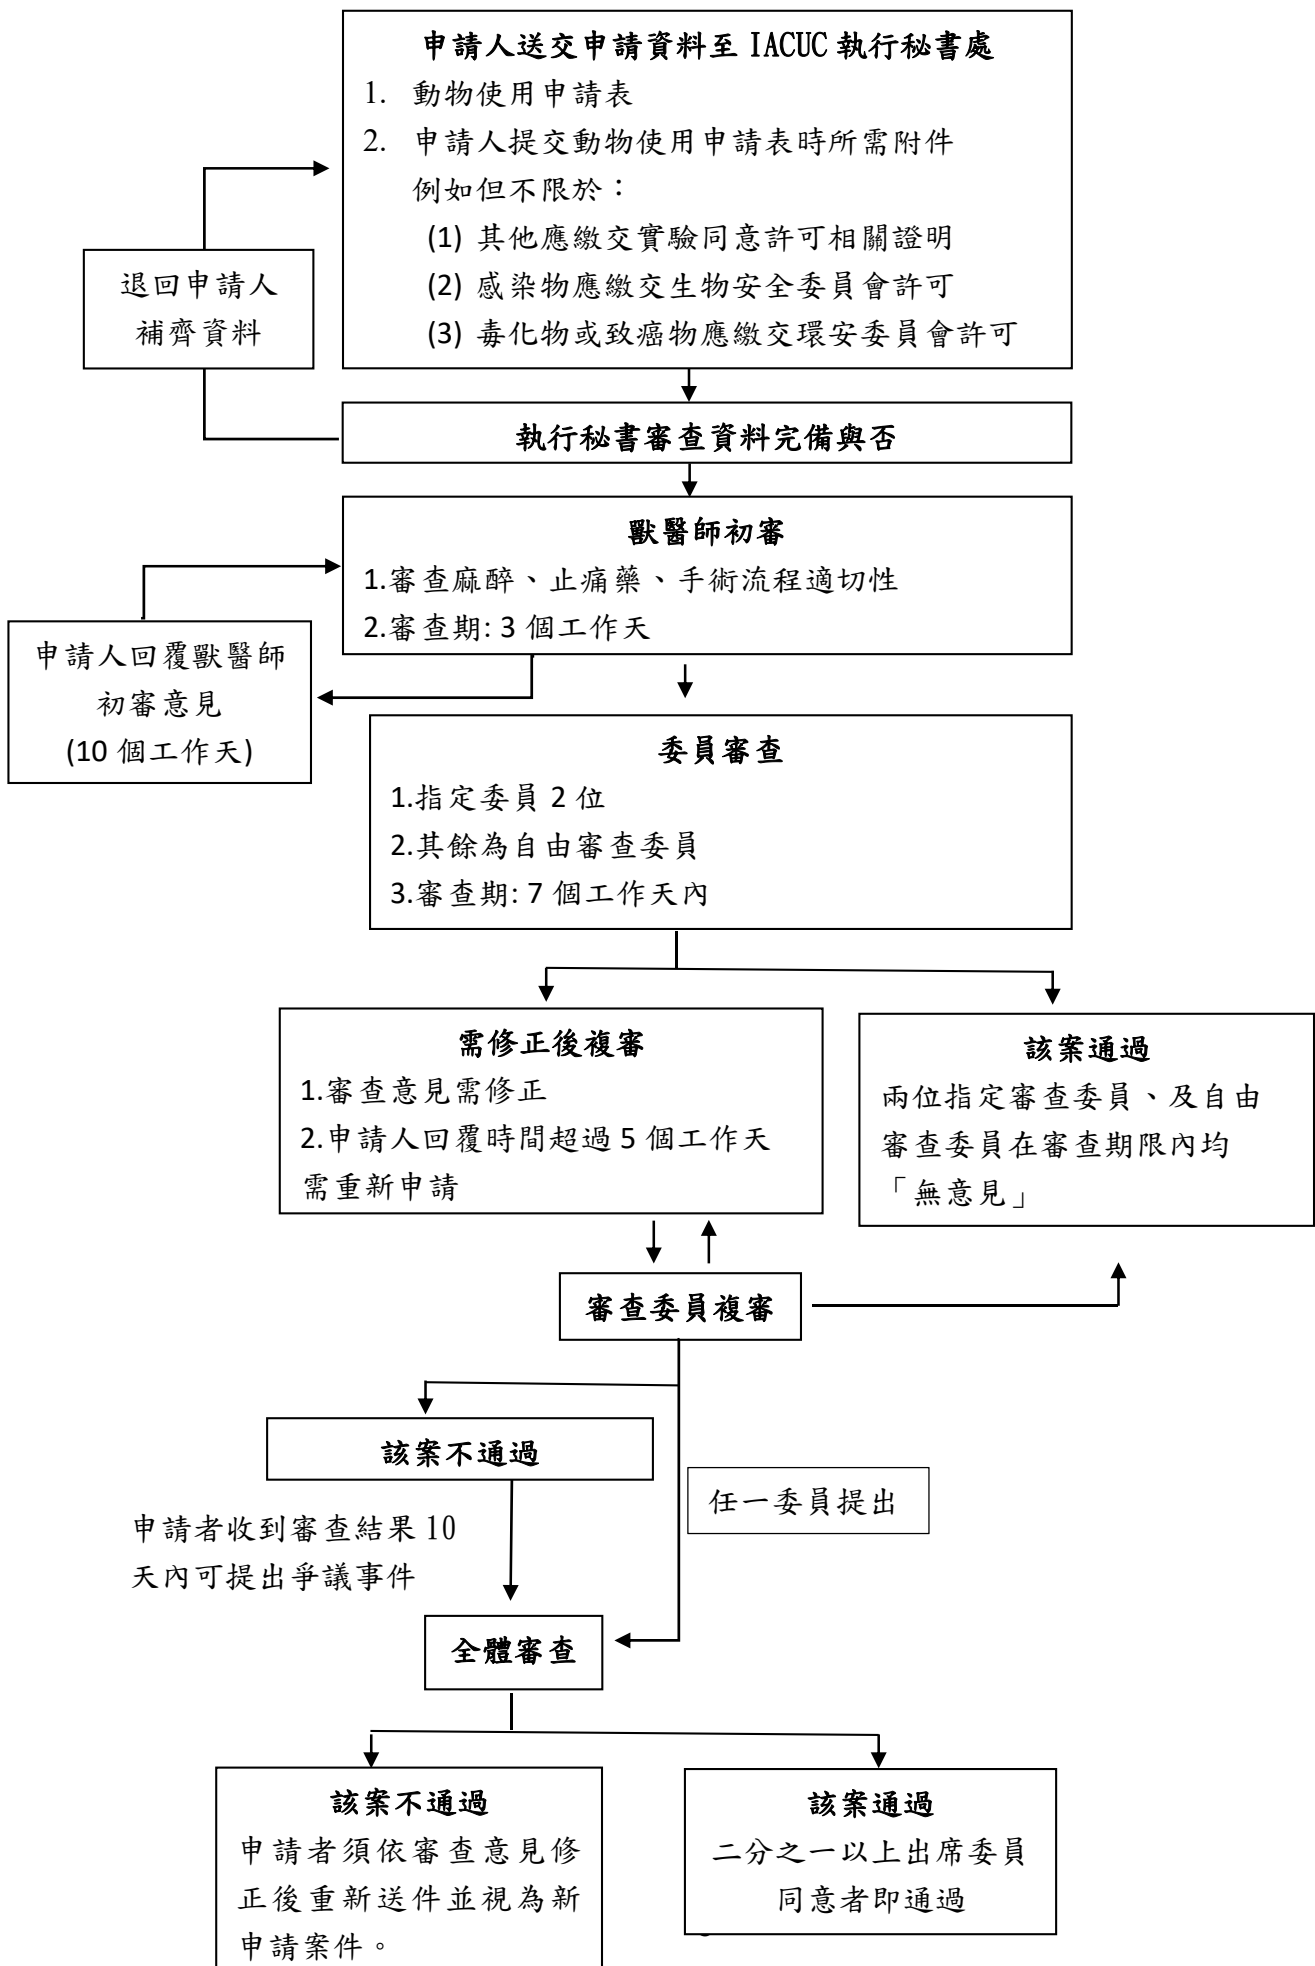 申請人送交申請資料至 IACUC 執行秘書處
1. 動物使用申請表
2. 申請人提交動物使用申請表時所需附件
例如但不限於：
(1) 其他應繳交實驗同意許可相關證明
(2) 感染物應繳交生物安全委員會許可
(3) 毒化物或致癌物應繳交環安委員會許可
退回申請人
補齊資料
執行秘書審查資料完備與否
獸醫師初審
1.審查麻醉、止痛藥、手術流程適切性
2.審查期: 3 個工作天
申請人回覆獸醫師
初審意見
(10 個工作天)
委員審查
1.指定委員 2 位
2.其餘為自由審查委員
3.審查期: 7 個工作天內
需修正後複審
1.審查意見需修正
2.申請人回覆時間超過 5 個工作天
需重新申請
該案通過
兩位指定審查委員、及自由
審查委員在審查期限內均
「無意見」
審查委員複審
該案不通過
任一委員提出
申請者收到審查結果 10
天內可提出爭議事件
全體審查
該案不通過
申請者須依審查意見修
正後重新送件並視為新
申請案件。
該案通過
二分之一以上出席委員
同意者即通過